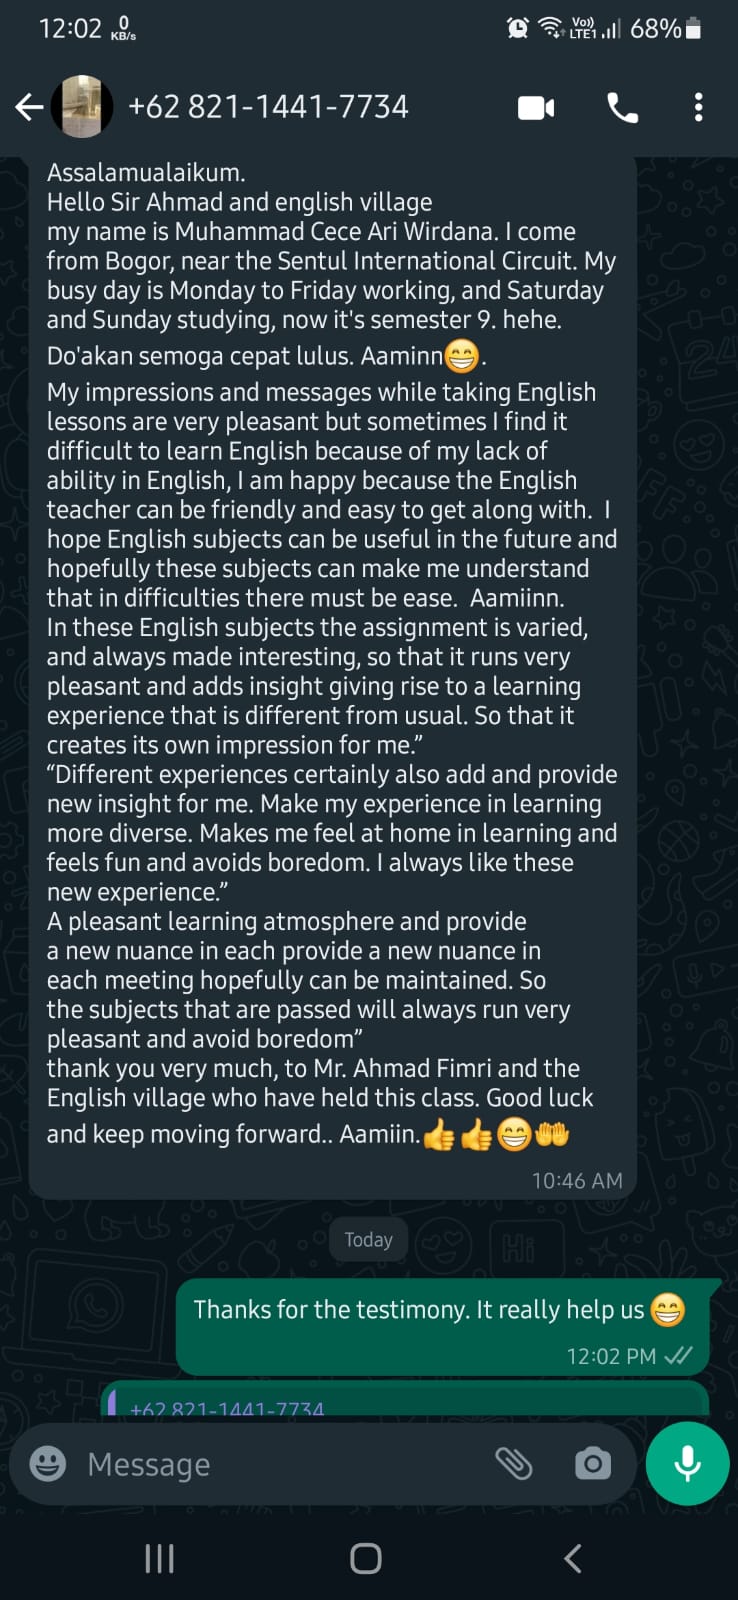 12:02 0 KB/s Vo)) LTE1 68%
+62 821-1441-7734
Assalamualaikum.
Hello Sir Ahmad and english village
my name is Muhammad Cece Ari Wirdana. I come
from Bogor, near the Sentul International Circuit. My
busy day is Monday to Friday working, and Saturday
and Sunday studying, now it's semester 9. hehe.
Do'akan semoga cepat lulus. Aaminn😁.
My impressions and messages while taking English
lessons are very pleasant but sometimes I find it
difficult to learn English because of my lack of
ability in English, I am happy because the English
teacher can be friendly and easy to get along with.  I
hope English subjects can be useful in the future and
hopefully these subjects can make me understand
that in difficulties there must be ease.  Aamiinn.
In these English subjects the assignment is varied,
and always made interesting, so that it runs very
pleasant and adds insight giving rise to a learning
experience that is different from usual. So that it
creates its own impression for me.”
“Different experiences certainly also add and provide
new insight for me. Make my experience in learning
more diverse. Makes me feel at home in learning and
feels fun and avoids boredom. I always like these
new experience.”
A pleasant learning atmosphere and provide
a new nuance in each provide a new nuance in
each meeting hopefully can be maintained. So
the subjects that are passed will always run very
pleasant and avoid boredom”
thank you very much, to Mr. Ahmad Fimri and the
English village who have held this class. Good luck
and keep moving forward.. Aamiin.👍👍😁🤲
10:46 AM
Today
Thanks for the testimony. It really help us 😁
12:02 PM
+62 821-1441-7734
Message